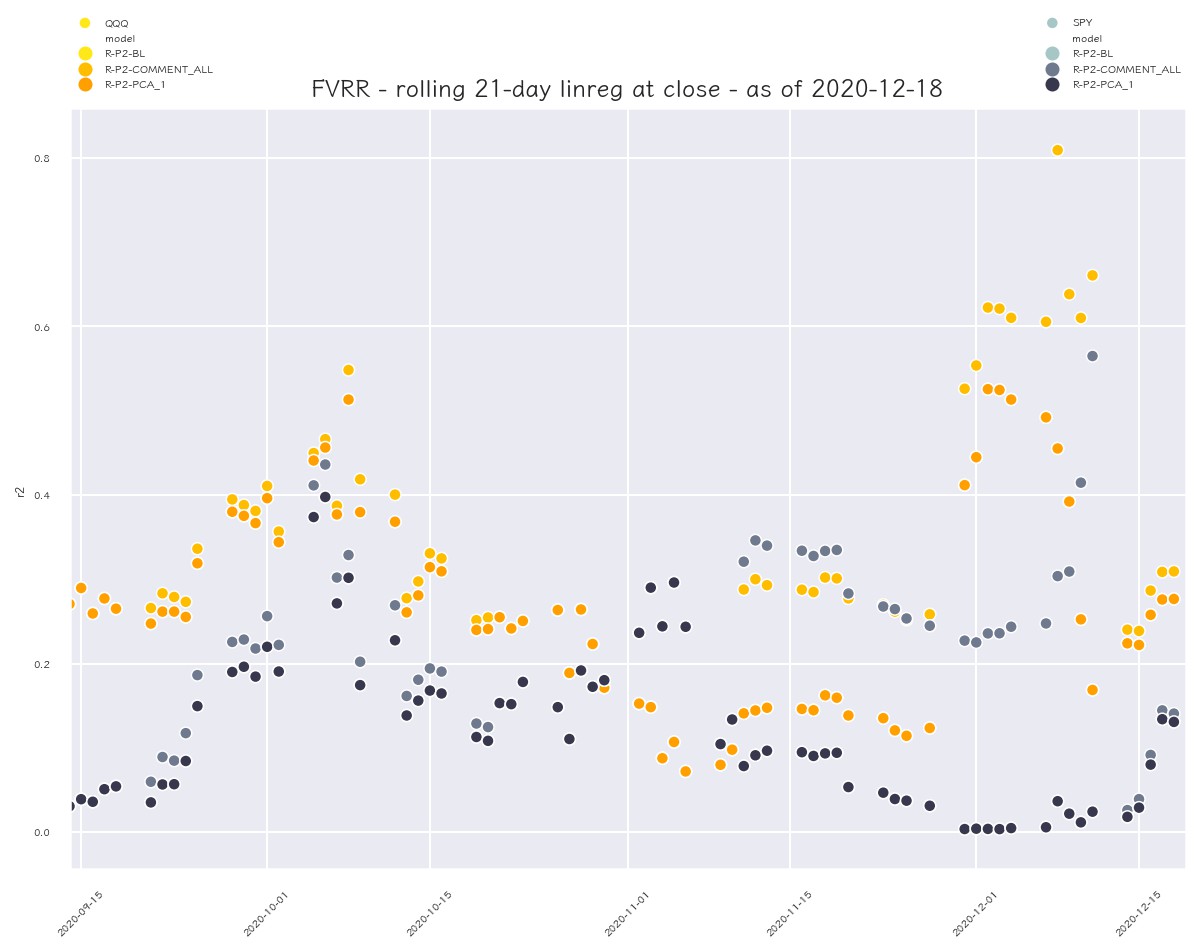 QQQ
model
R-P2-BL
R-P2-COMMENT_ALL
R-P2-PCA_1
SPY
model
R-P2-BL
R-P2-COMMENT_ALL
R-P2-PCA_1
FVRR - rolling 21-day linreg at close - as of 2020-12-18
0.8
0.6
0.4
0.2
0.0
r2
2020-09-15
2020-10-01
2020-10-15
2020-11-01
2020-11-15
2020-12-01
2020-12-15